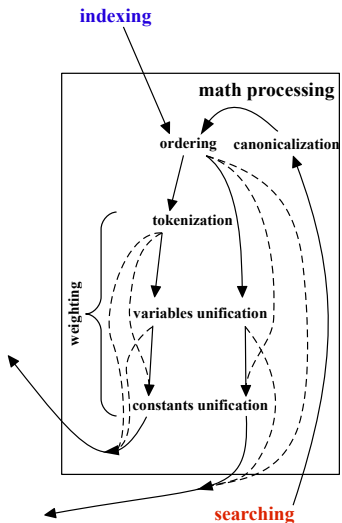 indexing
math processing
ordering
canonicalization
tokenization
weighting
variables unification
constants unification
searching